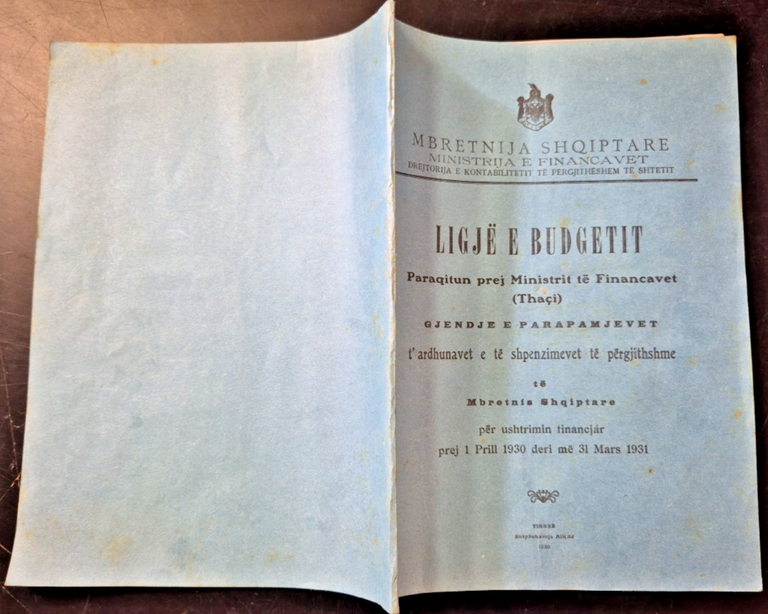 MBRETNIJA SHQIPTARE
MINISTRIJA E FINANCAVET
DREJTORIJA E KONTABILITETIT TË PERGJITHËSHEM TË SHTETIT
LIGJË E BUDGETIT
Paraqitun prej Ministrit të Financavet
(Thaçi)
GJENDJE E PARAPAMJEVET
t' ardhunavet e të shpenzimevet të përgjithshme
të
Mbretnis Shqiptare
për ushtrimin financjár
prej 1 Prill 1930 deri më 31 Mars 1931
TIRANË
1930